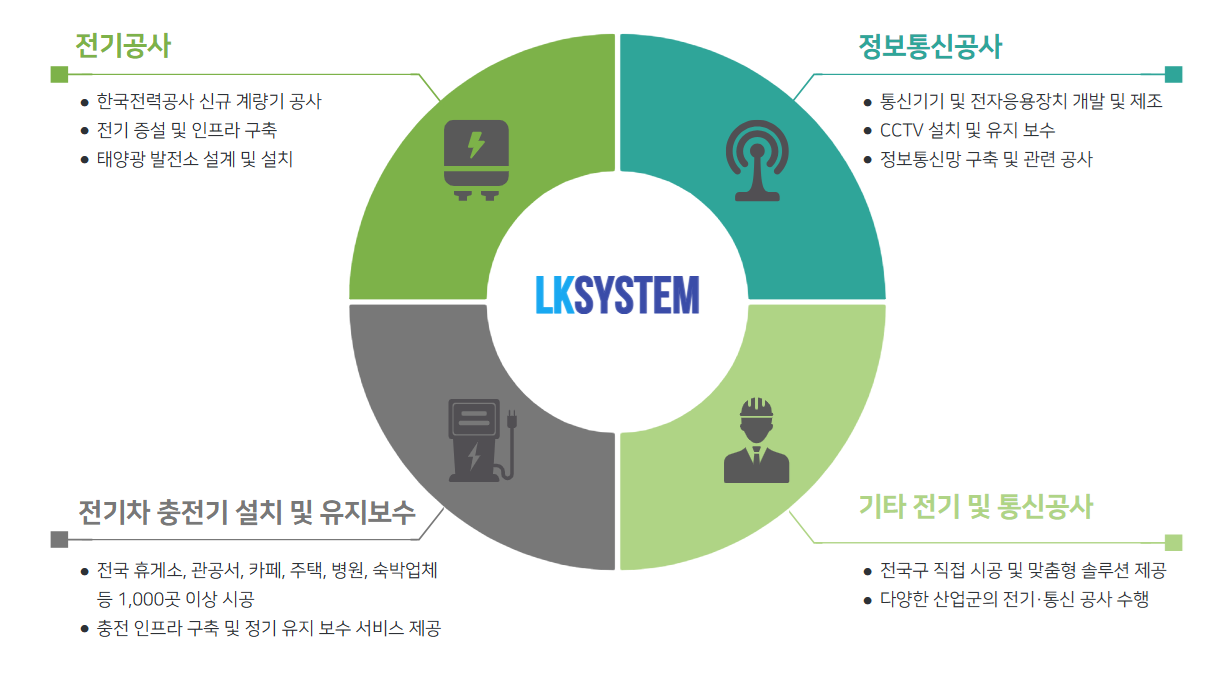 전기공사
● 한국전력공사 신규 계량기 공사
● 전기 증설 및 인프라 구축
● 태양광 발전소 설계 및 설치
정보통신공사
● 통신기기 및 전자응용장치 개발 및 제조
● CCTV 설치 및 유지 보수
● 정보통신망 구축 및 관련 공사
LKSYSTEM
전기차 충전기 설치 및 유지보수
● 전국 휴게소, 관공서, 카페, 주택, 병원, 숙박업체
등 1,000곳 이상 시공
● 충전 인프라 구축 및 정기 유지 보수 서비스 제공
기타 전기 및 통신공사
● 전국구 직접 시공 및 맞춤형 솔루션 제공
● 다양한 산업군의 전기·통신 공사 수행